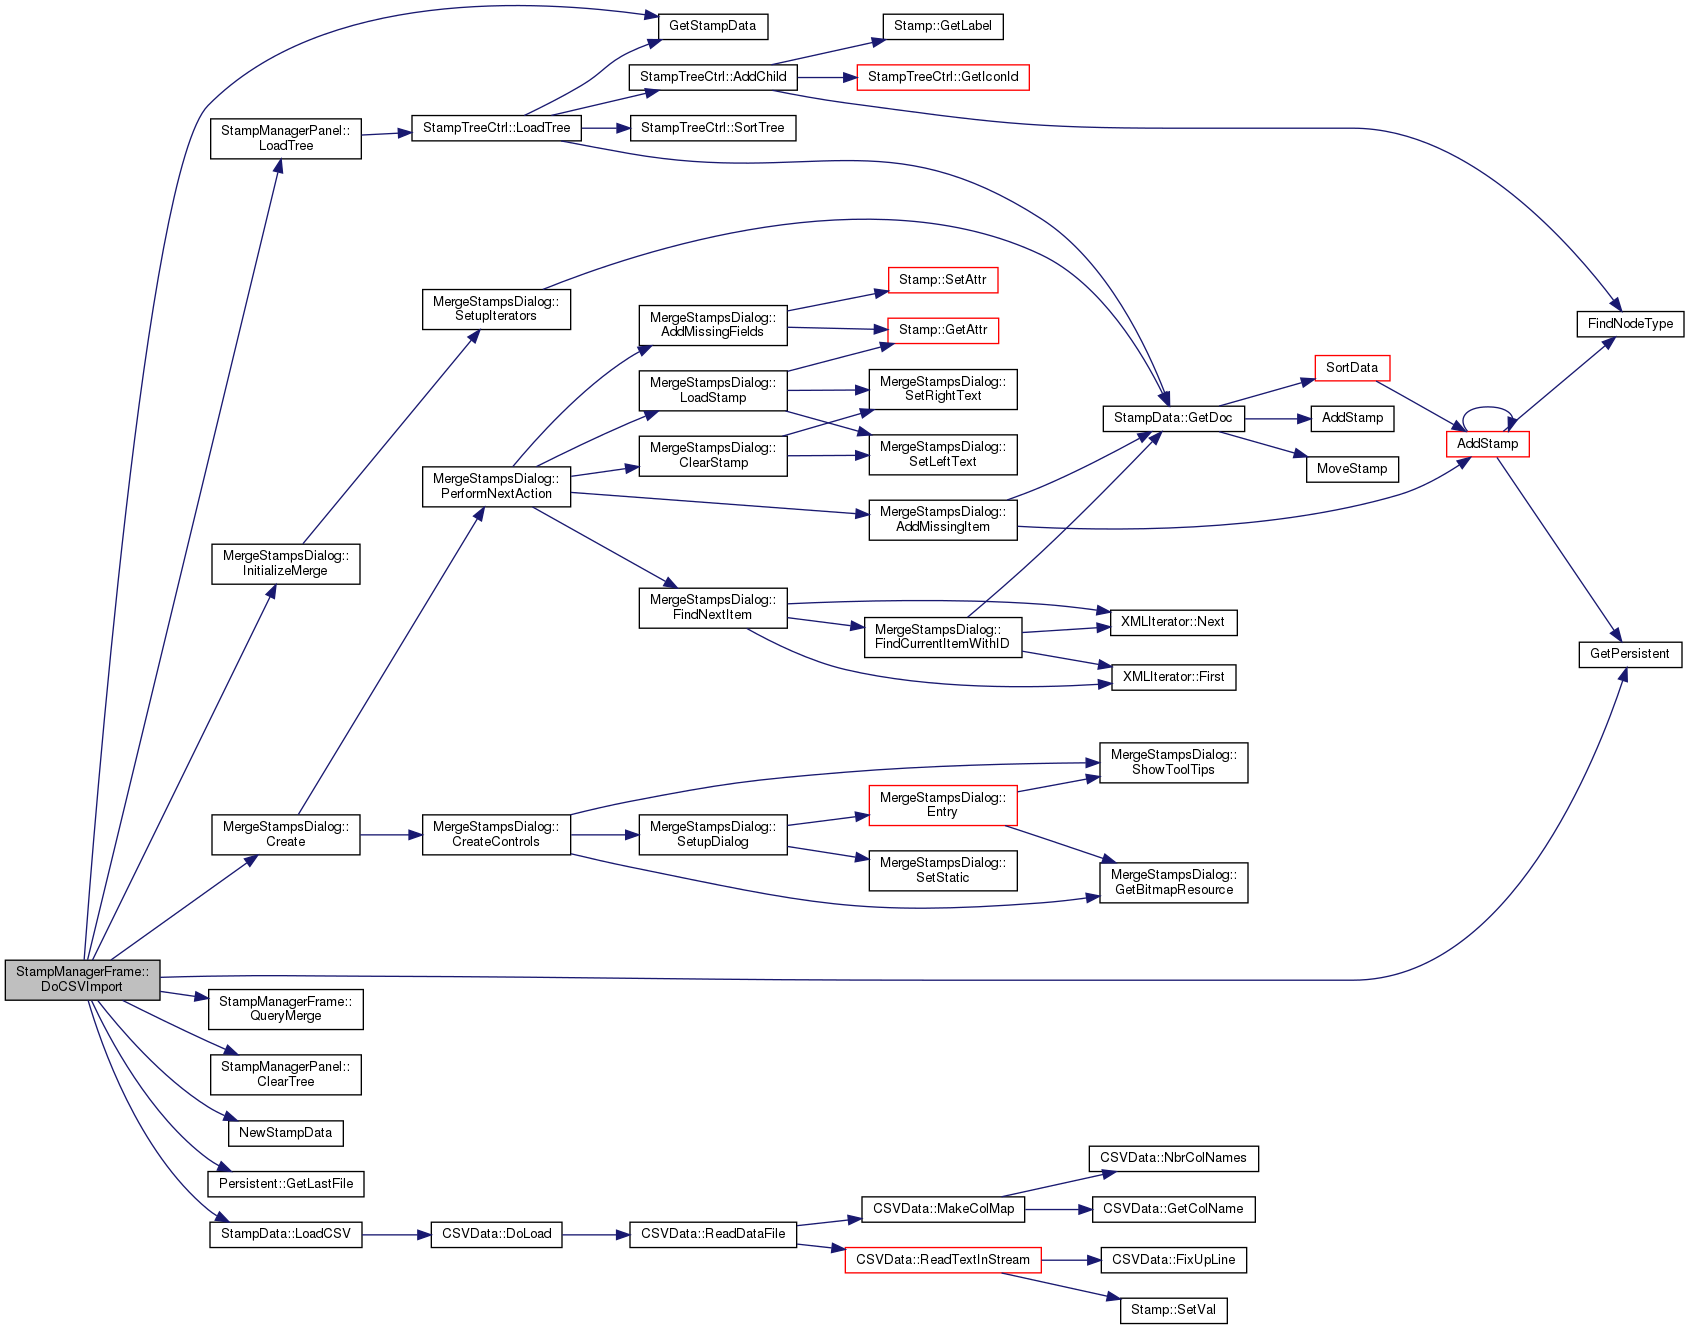 GetStampData
Stamp::GetLabel
StampTreeCtrl::AddChild
StampTreeCtrl::GetIconId
StampManagerPanel::
LoadTree
StampTreeCtrl::LoadTree
StampTreeCtrl::SortTree
MergeStampsDialog::
SetupIterators
Stamp::SetAttr
MergeStampsDialog::
AddMissingFields
Stamp::GetAttr
FindNodeType
MergeStampsDialog::
LoadStamp
MergeStampsDialog::
SetRightText
SortData
StampData::GetDoc
AddStamp
AddStamp
MergeStampsDialog::
ClearStamp
MergeStampsDialog::
SetLeftText
MoveStamp
MergeStampsDialog::
PerformNextAction
MergeStampsDialog::
AddMissingItem
MergeStampsDialog::
InitializeMerge
MergeStampsDialog::
FindNextItem
XMLIterator::Next
MergeStampsDialog::
FindCurrentItemWithID
GetPersistent
XMLIterator::First
MergeStampsDialog::
ShowToolTips
MergeStampsDialog::
Entry
MergeStampsDialog::
Create
MergeStampsDialog::
CreateControls
MergeStampsDialog::
SetupDialog
MergeStampsDialog::
SetStatic
MergeStampsDialog::
GetBitmapResource
StampManagerFrame::
DoCSVImport
StampManagerFrame::
QueryMerge
StampManagerPanel::
ClearTree
NewStampData
Persistent::GetLastFile
CSVData::NbrColNames
CSVData::MakeColMap
CSVData::GetColName
StampData::LoadCSV
CSVData::DoLoad
CSVData::ReadDataFile
CSVData::ReadTextInStream
CSVData::FixUpLine
Stamp::SetVal